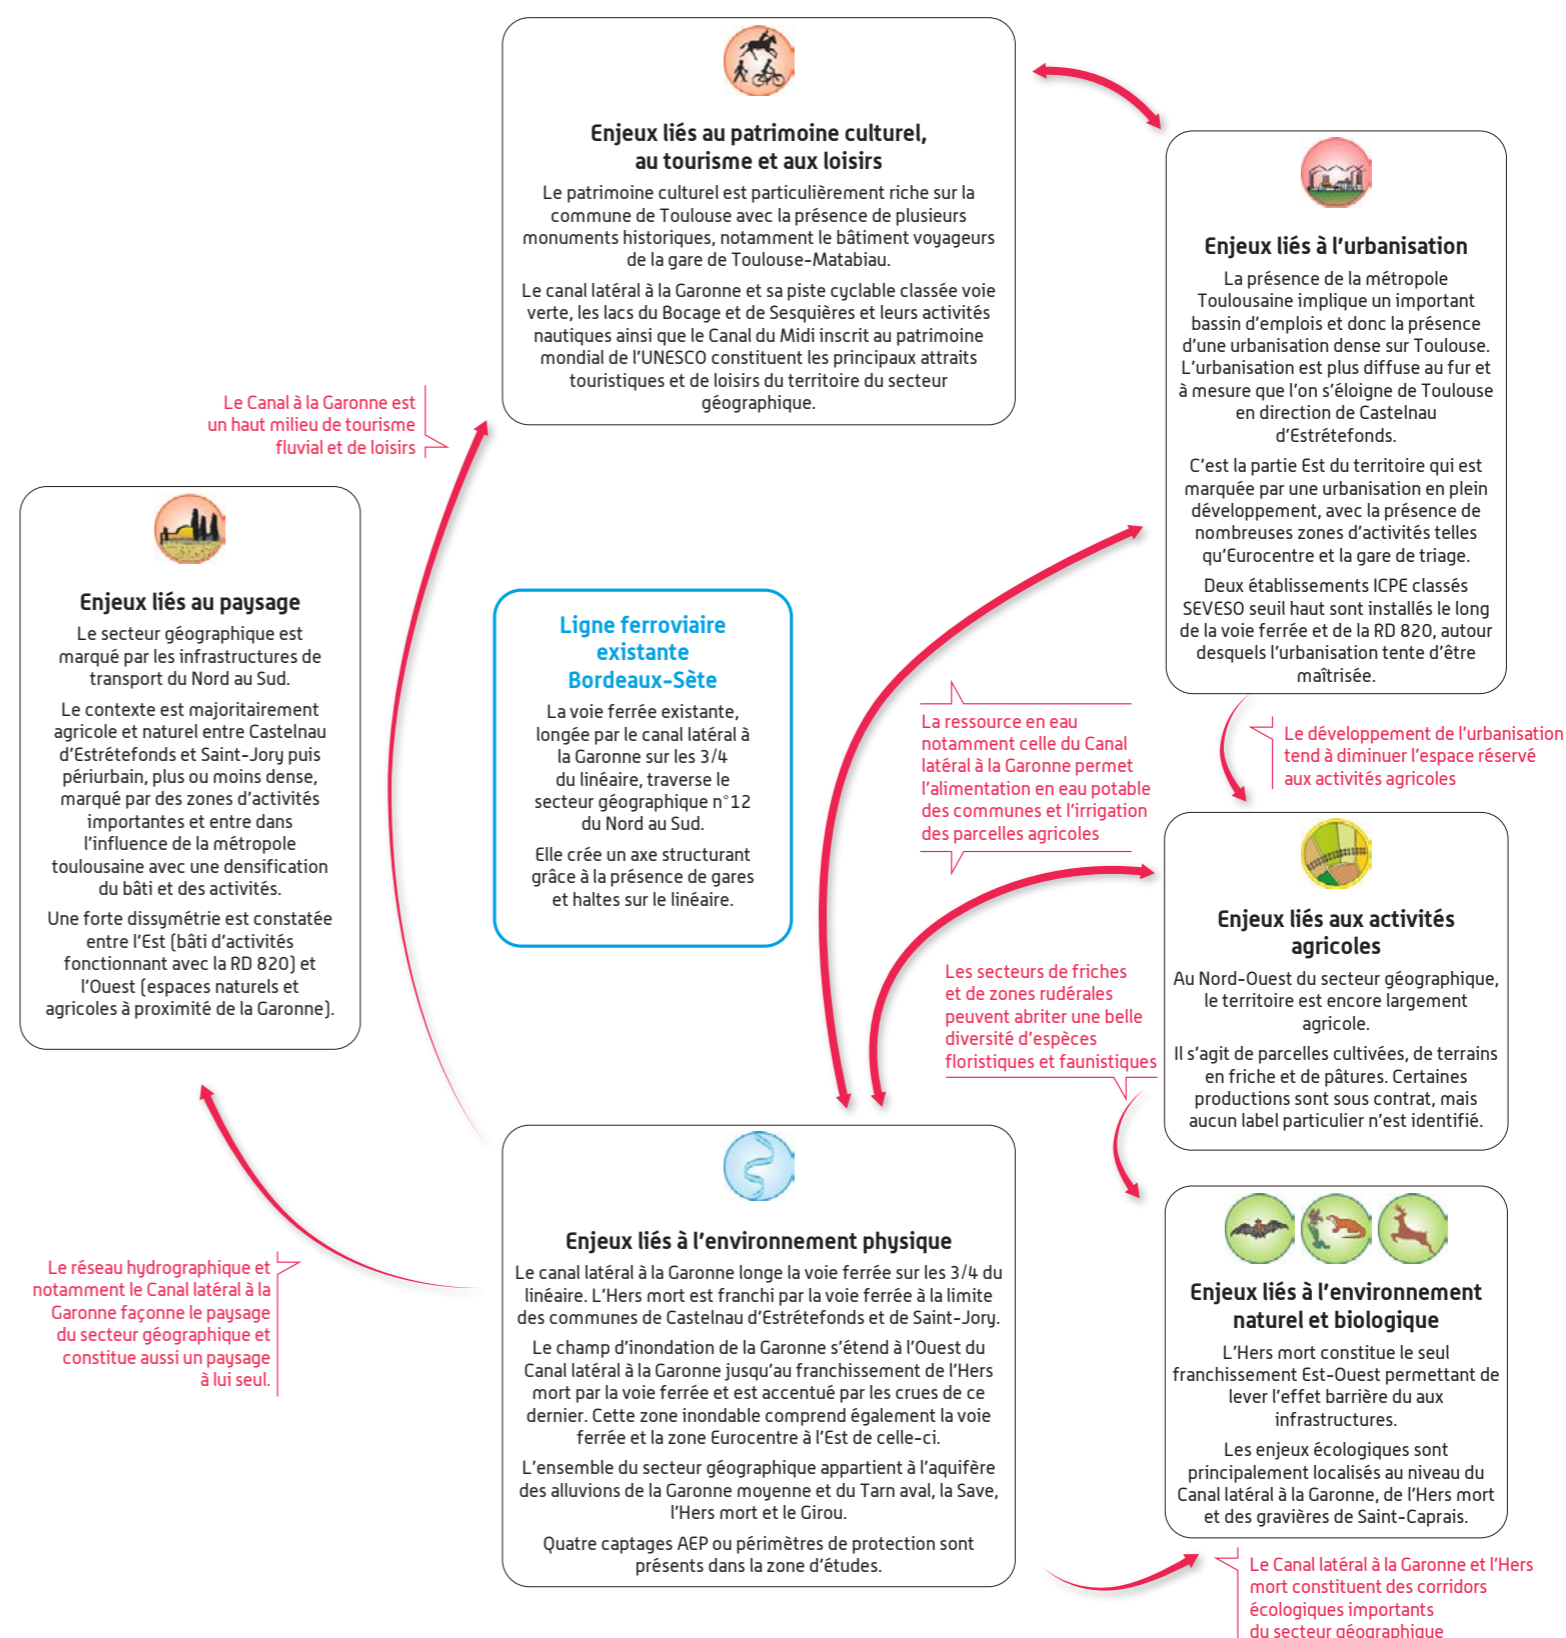 Enjeux liés au patrimoine culturel,
au tourisme et aux loisirs
Le patrimoine culturel est particulièrement riche sur la
commune de Toulouse avec la présence de plusieurs
monuments historiques, notamment le bâtiment voyageurs
de la gare de Toulouse-Matabiau.
Le canal latéral à la Garonne et sa piste cyclable classée voie
verte, les lacs du Bocage et de Sesquières et leurs activités
nautiques ainsi que le Canal du Midi inscrit au patrimoine
mondial de l'UNESCO constituent les principaux attraits
touristiques et de loisirs du territoire du secteur
géographique.
Enjeux liés à l'urbanisation
La présence de la métropole
Toulousaine implique un important
bassin d'emplois et donc la présence
d'une urbanisation dense sur Toulouse.
L'urbanisation est plus diffuse au fur et
à mesure que l'on s'éloigne de Toulouse
en direction de Castelnau
d'Estrétefonds.
C'est la partie Est du territoire qui est
marquée par une urbanisation en plein
développement, avec la présence de
nombreuses zones d'activités telles
qu'Eurocentre et la gare de triage.
Deux établissements ICPE classés
SEVESO seuil haut sont installés le long
de la voie ferrée et de la RD 820, autour
desquels l'urbanisation tente d'être
maîtrisée.
Le Canal à la Garonne est
un haut milieu de tourisme
fluvial et de loisirs
Enjeux liés au paysage
Le secteur géographique est
marqué par les infrastructures de
transport du Nord au Sud.
Le contexte est majoritairement
agricole et naturel entre Castelnau
d'Estrétefonds et Saint-Jory puis
périurbain, plus ou moins dense,
marqué par des zones d'activités
importantes et entre dans
l'influence de la métropole
toulousaine avec une densification
du bâti et des activités.
Une forte dissymétrie est constatée
entre l'Est (bâti d'activités
fonctionnant avec la RD 820) et
l'Ouest (espaces naturels et
agricoles à proximité de la Garonne).
Ligne ferroviaire
existante
Bordeaux-Sète
La voie ferrée existante,
longée par le canal latéral à
la Garonne sur les 3/4
du linéaire, traverse le
secteur géographique n°12
du Nord au Sud.
Elle crée un axe structurant
grâce à la présence de gares
et haltes sur le linéaire.
La ressource en eau
notamment celle du Canal
latéral à la Garonne permet
l'alimentation en eau potable
des communes et l'irrigation
des parcelles agricoles
Le développement de l'urbanisation
tend à diminuer l'espace réservé
aux activités agricoles
Enjeux liés aux activités
agricoles
Au Nord-Ouest du secteur géographique,
le territoire est encore largement
agricole.
Il s'agit de parcelles cultivées, de terrains
en friche et de pâtures. Certaines
productions sont sous contrat, mais
aucun label particulier n'est identifié.
Les secteurs de friches
et de zones rudérales
peuvent abriter une belle
diversité d'espèces
floristiques et faunistiques
Le réseau hydrographique et
notamment le Canal latéral à la
Garonne façonne le paysage
du secteur géographique et
constitue aussi un paysage
à lui seul.
Enjeux liés à l'environnement physique
Le canal latéral à la Garonne longe la voie ferrée sur les 3/4 du
linéaire. L'Hers mort est franchi par la voie ferrée à la limite
des communes de Castelnau d'Estrétefonds et de Saint-Jory.
Le champ d'inondation de la Garonne s'étend à l'Ouest du
Canal latéral à la Garonne jusqu'au franchissement de l'Hers
mort par la voie ferrée et est accentué par les crues de ce
dernier. Cette zone inondable comprend également la voie
ferrée et la zone Eurocentre à l'Est de celle-ci.
L'ensemble du secteur géographique appartient à l'aquifère
des alluvions de la Garonne moyenne et du Tarn aval, la Save,
l'Hers mort et le Girou.
Quatre captages AEP ou périmètres de protection sont
présents dans la zone d'études.
Enjeux liés à l'environnement
naturel et biologique
L'Hers mort constitue le seul
franchissement Est-Ouest permettant de
lever l'effet barrière du aux
infrastructures.
Les enjeux écologiques sont
principalement localisés au niveau du
Canal latéral à la Garonne, de l'Hers mort
et des gravières de Saint-Caprais.
Le Canal latéral à la Garonne et l'Hers
mort constituent des corridors
écologiques importants
du secteur géographique